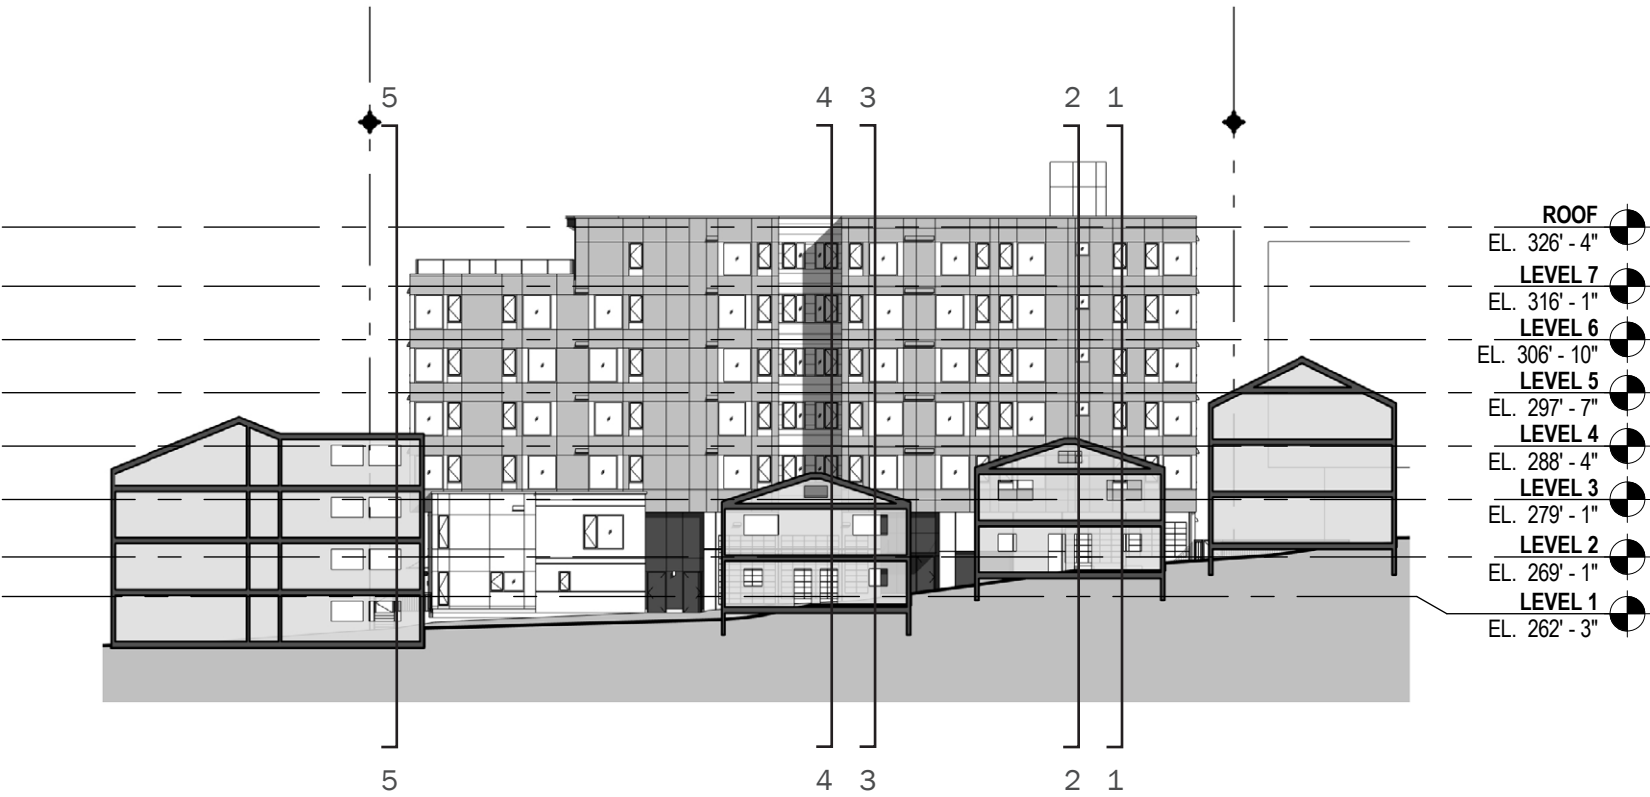 5
4 3
2 1
ROOF
EL. 326' - 4"
LEVEL 7
EL. 316' - 1"
LEVEL 6
EL. 306' - 10"
LEVEL 5
EL. 297' - 7"
LEVEL 4
EL. 288' - 4"
LEVEL 3
EL. 279' - 1"
LEVEL 2
EL. 269' - 1"
LEVEL 1
EL. 262' - 3"
5
4 3
2 1